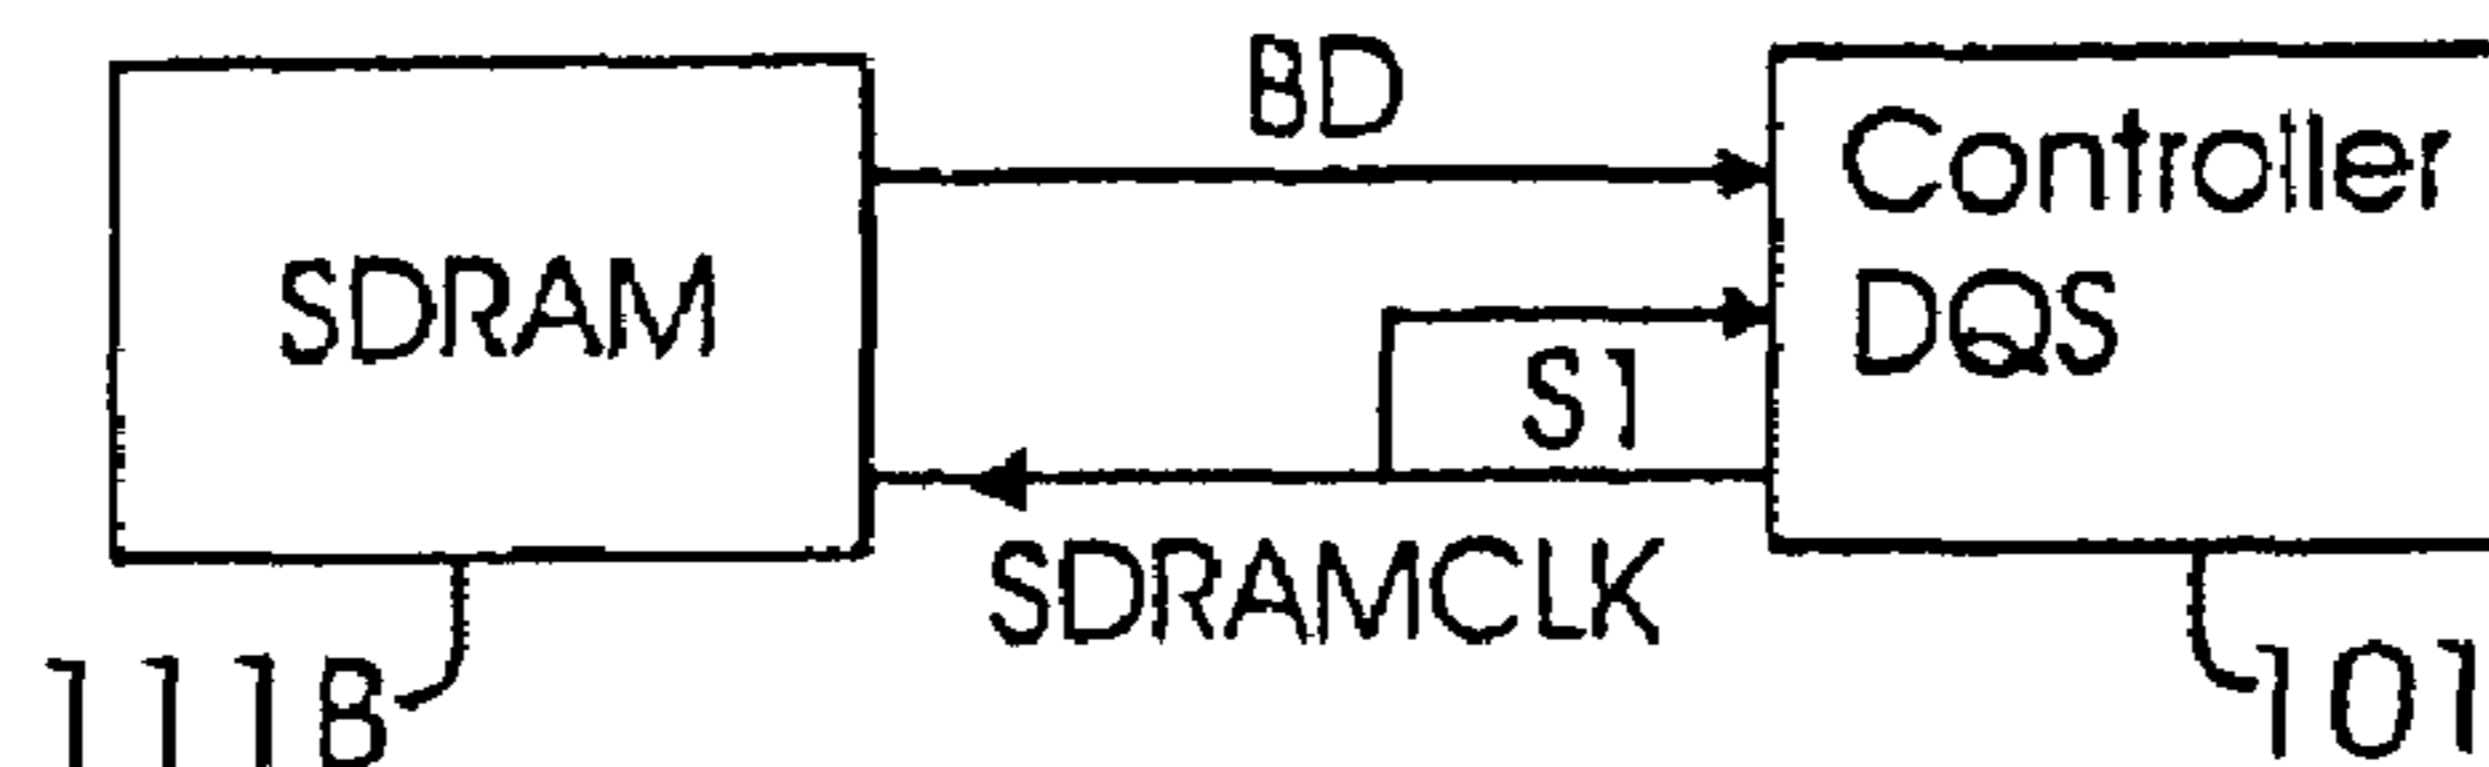 BD
Controller
SDRAM
DQS
S1
SDRAMCLK
111B
101